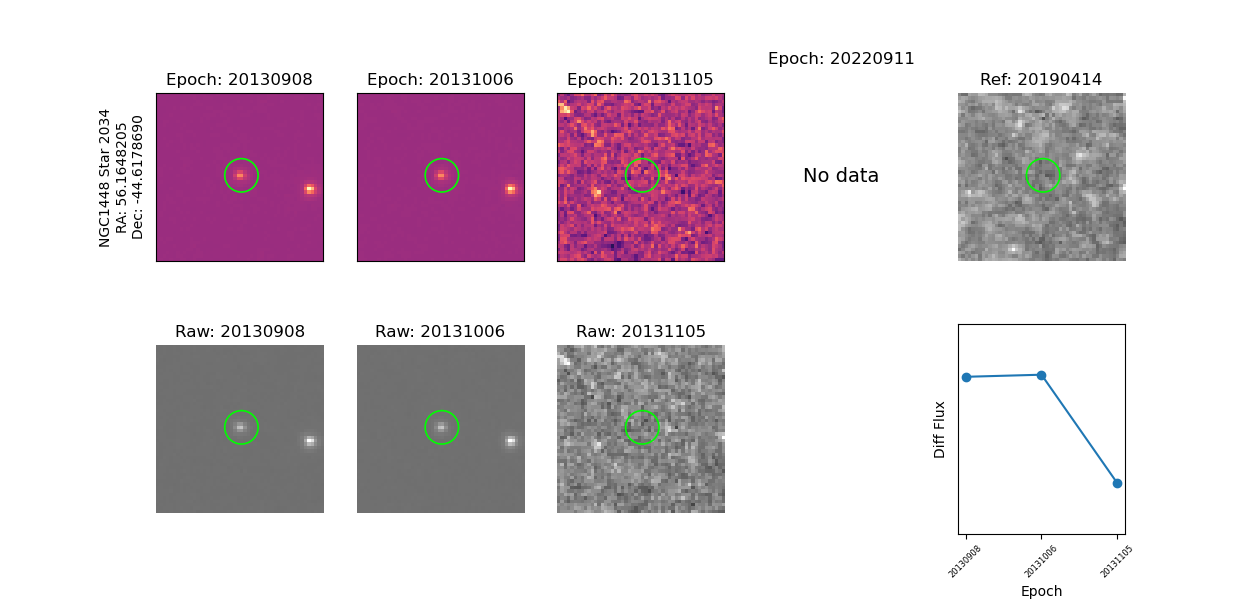 Epoch: 20220911
Epoch: 20130908
Epoch: 20131006
Epoch: 20131105
Ref: 20190414
NGC1448 Star 2034
RA: 56.1648205
Dec: -44.6178690
No data
Raw: 20130908
Raw: 20131006
Raw: 20131105
Diff Flux
20130908
20131006
20131105
Epoch